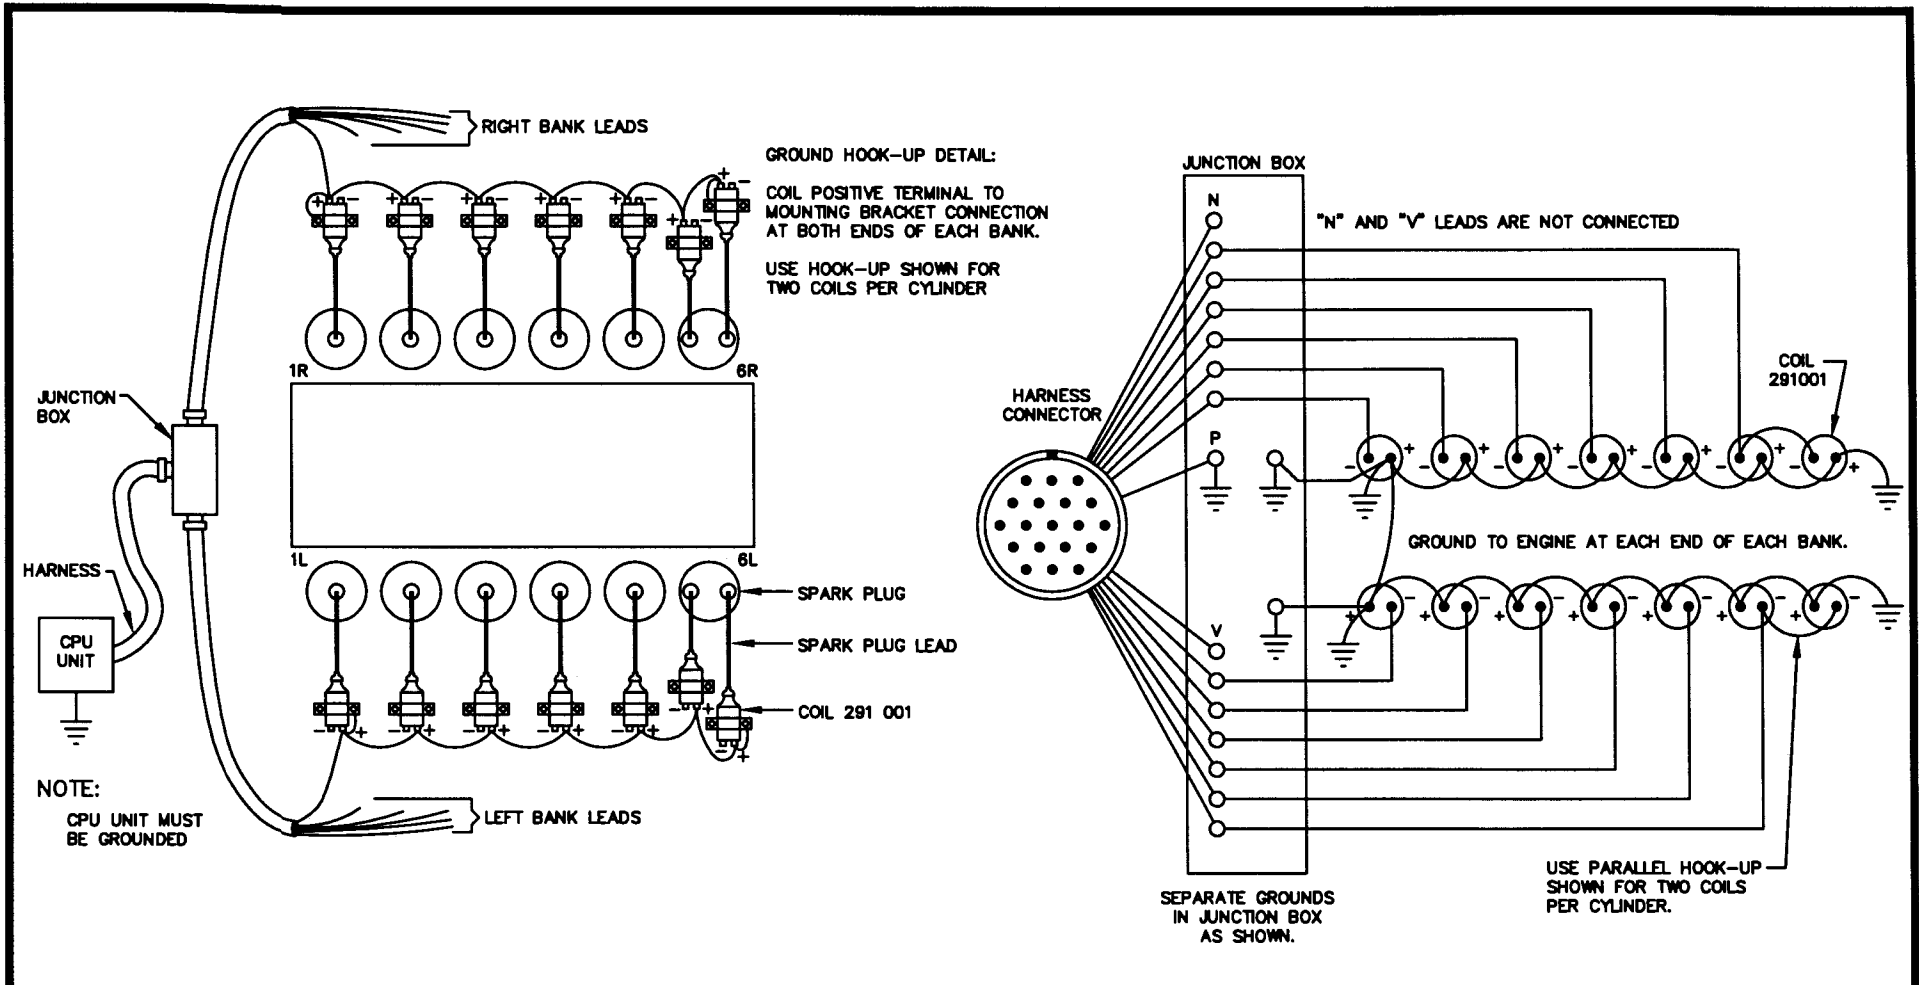 RIGHT BANK LEADS
GROUND HOOK-UP DETAIL:
COIL POSITIVE TERMINAL TO
MOUNTING BRACKET CONNECTION
AT BOTH ENDS OF EACH BANK.
USE HOOK-UP SHOWN FOR
TWO COILS PER CYLINDER
+ - + - + - + - + - + - + -
1R
6R
JUNCTION
BOX
HARNESS
CPU
UNIT
1L
6L
SPARK PLUG
SPARK PLUG LEAD
COIL 291 001
- + - + - + - + - + - + - +
NOTE:
CPU UNIT MUST
BE GROUNDED
LEFT BANK LEADS
JUNCTION BOX
N
"N" AND "V" LEADS ARE NOT CONNECTED
HARNESS
CONNECTOR
COIL
291001
P
- + - + - + - + - + - + - +
GROUND TO ENGINE AT EACH END OF EACH BANK.
+ - + - + - + - + - + - + -
V
USE PARALLEL HOOK-UP
SHOWN FOR TWO COILS
PER CYLINDER.
SEPARATE GROUNDS
IN JUNCTION BOX
AS SHOWN.